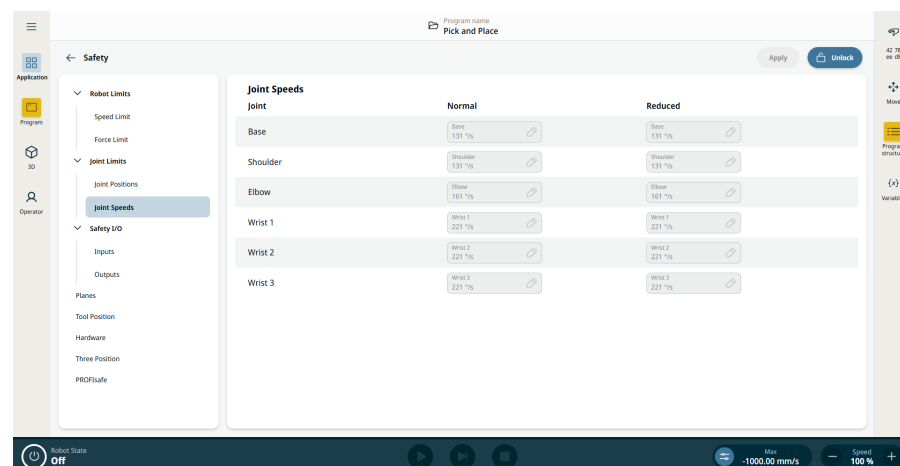 Program name
Pick and Place
Safety
Apply
Unlock
Application
Program
3D
Operator
Robot Limits
Speed Limit
Force Limit
Joint Limits
Joint Positions
Joint Speeds
Safety I/O
Inputs
Outputs
Planes
Tool Position
Hardware
Three Position
PROFIsafe
Joint Speeds
Joint Normal Reduced
Base
Base
131 °/s
Base
131 °/s
Shoulder
Shoulder
131 °/s
Shoulder
131 °/s
Elbow
Elbow
161 °/s
Elbow
161 °/s
Wrist 1
Wrist 1
221 °/s
Wrist 1
221 °/s
Wrist 2
Wrist 2
221 °/s
Wrist 2
221 °/s
Wrist 3
Wrist 3
221 °/s
Wrist 3
221 °/s
42 78
Move
{x}
Robot State
Off
Max
-1000.00 mm/s
Speed
100 %